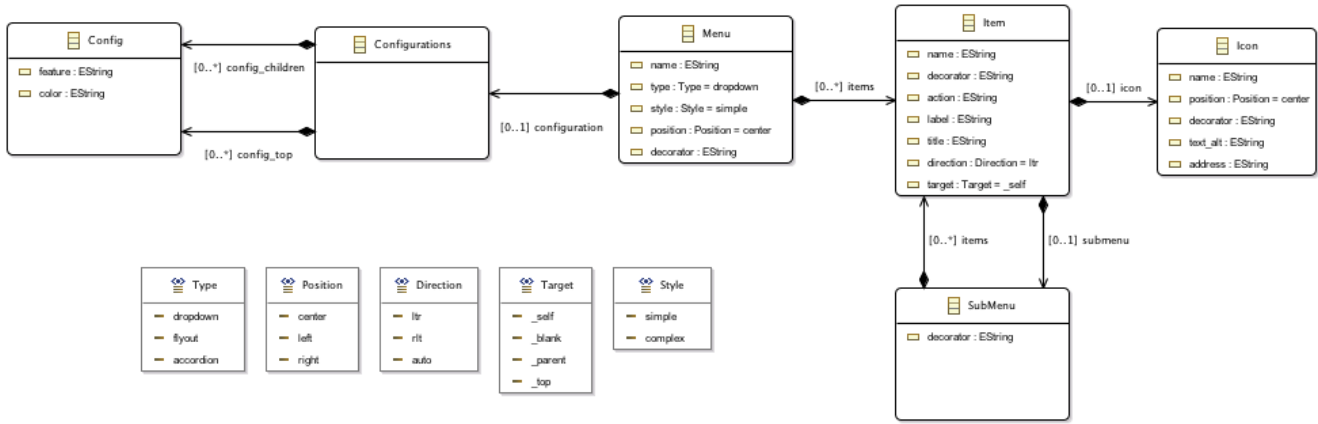 Config
feature : EString
color : EString
[0..*] config_children
[0..*] config_top
Configurations
[0..1] configuration
Menu
name : EString
type : Type = dropdown
style : Style = simple
position : Position = center
decorator : EString
[0..*] items
Item
name : EString
decorator : EString
action : EString
label : EString
title : EString
direction : Direction = ltr
target : Target = _self
[0..1] icon
Icon
name : EString
position : Position = center
decorator : EString
text_alt : EString
address : EString
[0..*] items
[0..1] submenu
SubMenu
decorator : EString
Type
dropdown
flyout
accordion
Position
center
left
right
Direction
ltr
rlt
auto
Target
_self
_blank
_parent
_top
Style
simple
complex